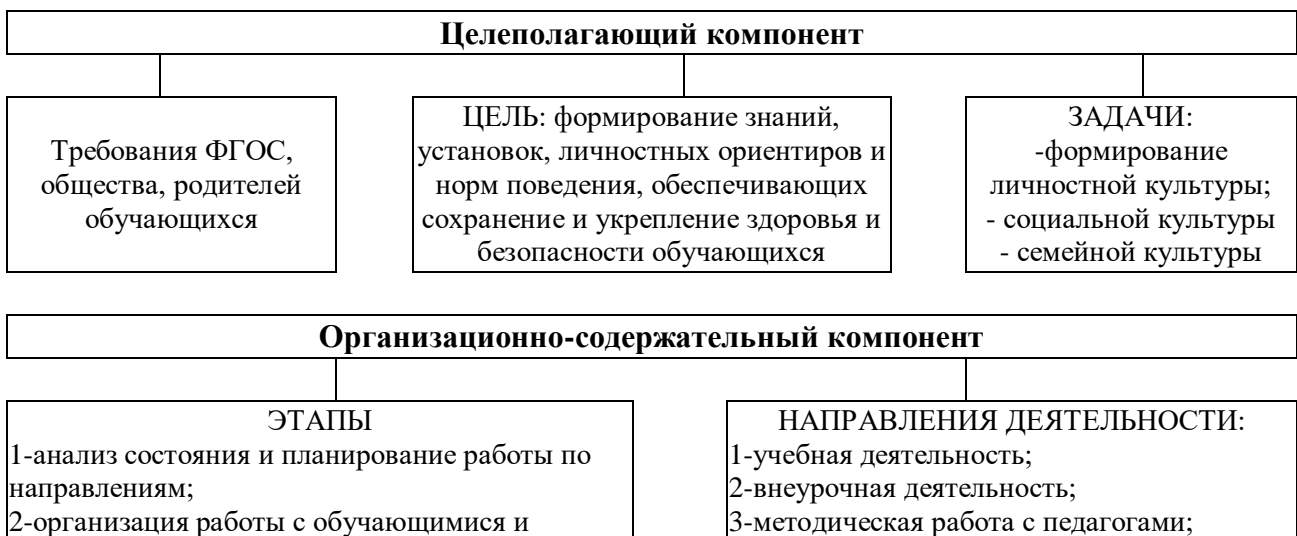 Целеполагающий компонент
Требования ФГОС,
общества, родителей
обучающихся
ЦЕЛЬ: формирование знаний,
установок, личностных ориентиров и
норм поведения, обеспечивающих
сохранение и укрепление здоровья и
безопасности обучающихся
ЗАДАЧИ:
-формирование
личностной культуры;
- социальной культуры
- семейной культуры
Организационно-содержательный компонент
ЭТАПЫ
1-анализ состояния и планирование работы по
направлениям;
2-организация работы с обучающимися и
НАПРАВЛЕНИЯ ДЕЯТЕЛЬНОСТИ:
1-учебная деятельность;
2-внеурочная деятельность;
3-методическая работа с педагогами;